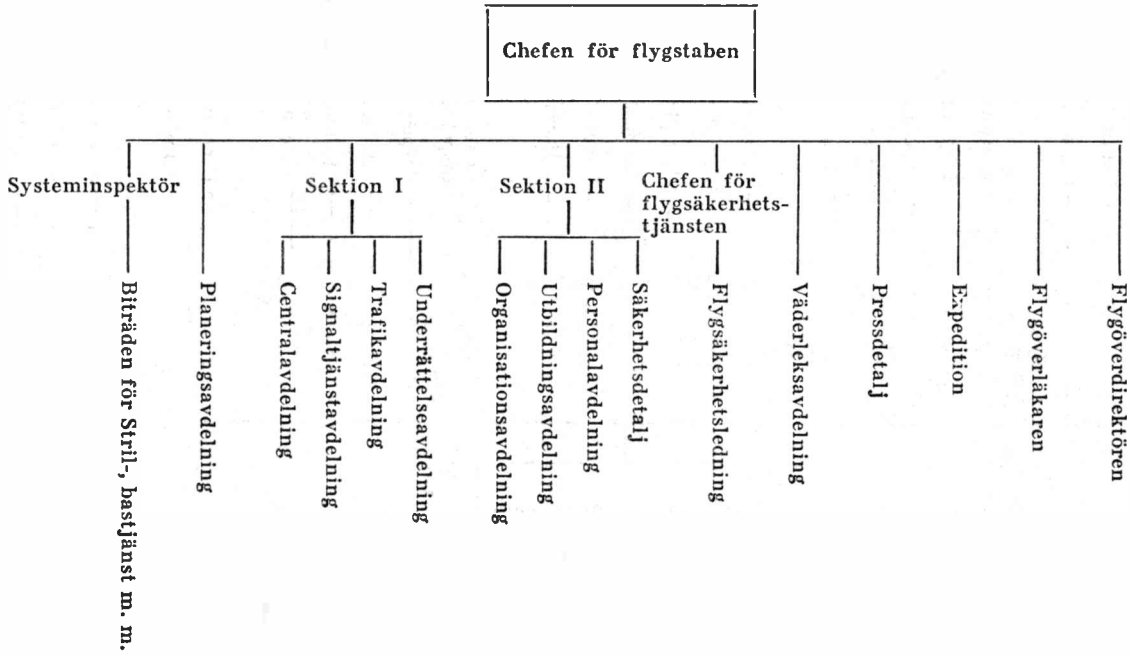 Chefen för flygstaben
Systeminspektör
Sektion I
Sektion II
Chefen för
flygsäkerhets-
tjänsten
Biträden för Stril-, bastjänst m. m.
Planeringsavdelning
Centralavdelning
Signaltjänstavdelning
Trafikavdelning
Underrättelseavdelning
Organisationsavdelning
Utbildningsavdelning
Personalavdelning
Säkerhetsdetalj
Flygsäkerhetsledning
Väderleksavdelning
Pressdetalj
Expedition
Flygöverläkaren
Flygöverdirektören